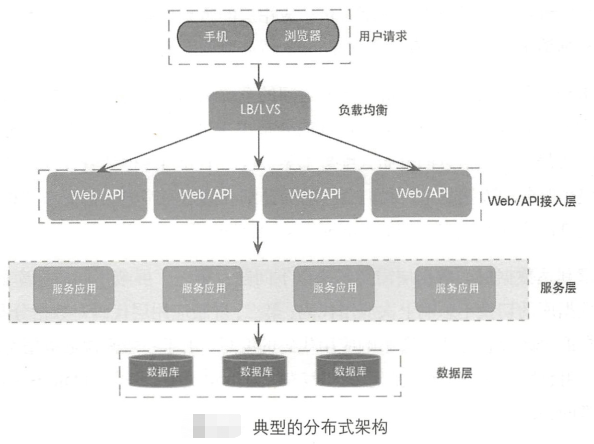 手机 浏览器 用户请求
LB/LVS 负载均衡
Web/API Web/API Web/API Web/API
Web/API接入层
服务应用 服务应用 服务应用 服务应用 服务层
数据库 数据库 数据库 数据层
典型的分布式架构